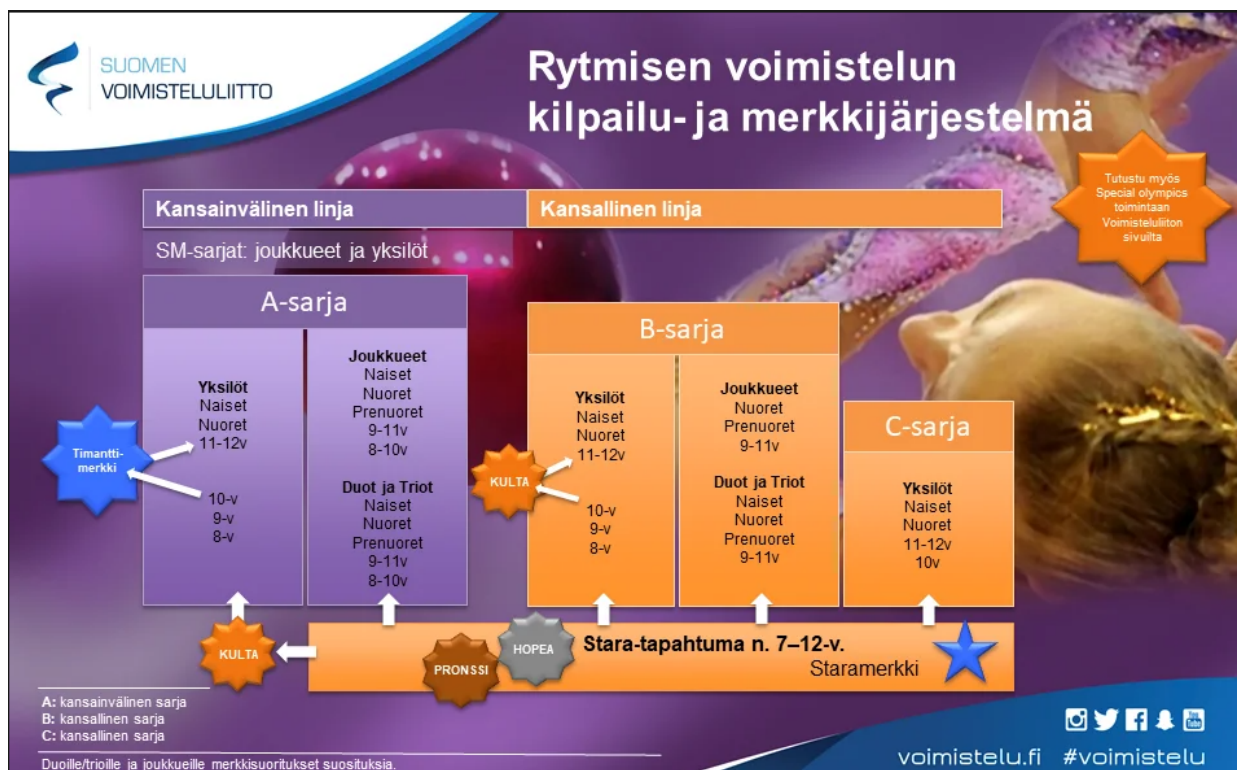 SUOMEN
VOIMISTELULIITTO
Rytmisen voimistelun
kilpailu- ja merkkijärjestelmä
Tutustu myös
Special olympics
toimintaan
Voimisteluliiton
sivuilta
Kansainvälinen linja
Kansallinen linja
SM-sarjat: joukkueet ja yksilöt
A-sarja
Yksilöt
Naiset
Nuoret
11-12v
10-v
9-v
8-v
Joukkueet
Naiset
Nuoret
Prenuoret
9-11v
8-10v
Duot ja Triot
Naiset
Nuoret
Prenuoret
9-11v
8-10v
Timantti-
merkki
B-sarja
Yksilöt
Naiset
Nuoret
11-12v
10-v
9-v
8-v
Joukkueet
Nuoret
Prenuoret
9-11v
Duot ja Triot
Naiset
Nuoret
Prenuoret
9-11v
KULTA
C-sarja
Yksilöt
Naiset
Nuoret
11-12v
10v
KULTA
PRONSSI
HOPEA
Stara-tapahtuma n. 7–12-v.
Staramerkki
A: kansainvälinen sarja
B: kansallinen sarja
C: kansallinen sarja
Duoille/trioille ja joukkueille merkkisuoritukset suosituksia.
voimistelu.fi #voimistelu